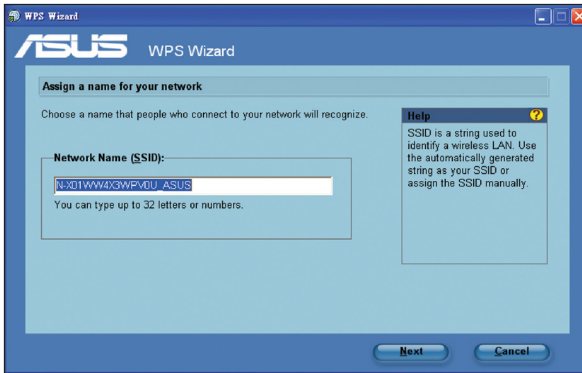 WPS Wizard
ASUS WPS Wizard
Assign a name for your network
Choose a name that people who connect to your network will recognize.
Network Name (SSID):
N-X01WW4X3WPV0U_ASUS
You can type up to 32 letters or numbers.
Help
SSID is a string used to
identify a wireless LAN. Use
the automatically generated
string as your SSID or
assign the SSID manually.
Next Cancel